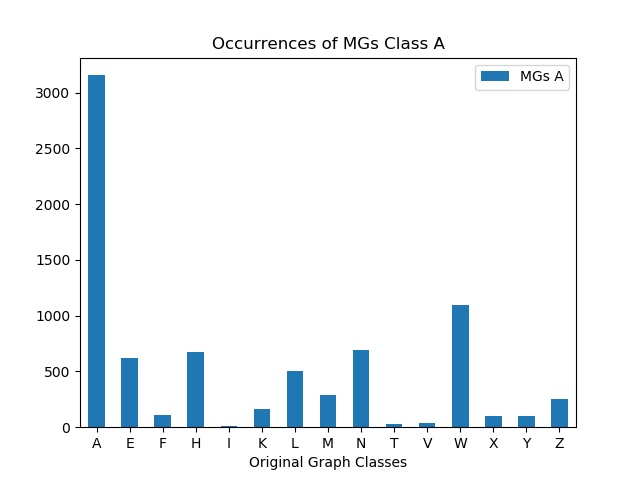 Occurrences of MGs Class A
MGs A
3000
2500
2000
1500
1000
500
0
A E F H I K L M N T V W X Y Z
Original Graph Classes